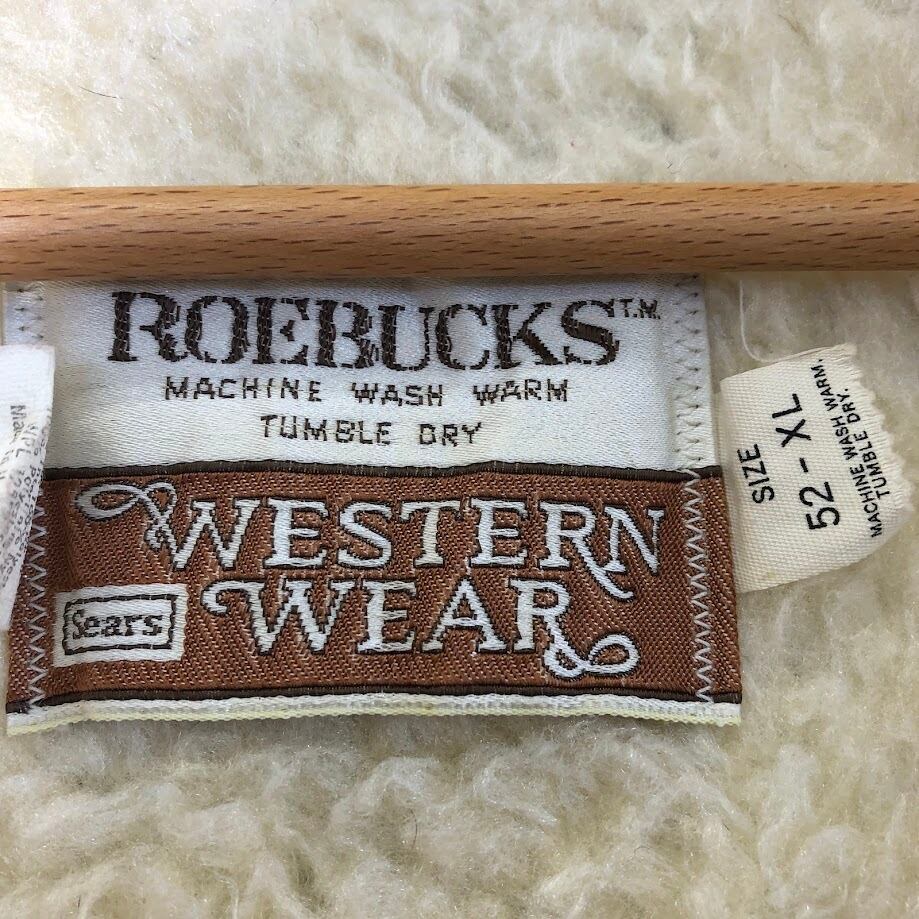 ROEBUCKS T.M.
MACHINE WASH WARM
TUMBLE DRY
WESTERN
WEAR
Sears
SIZE
52 - XL
MACHINE WASH WARM.
TUMBLE DRY.